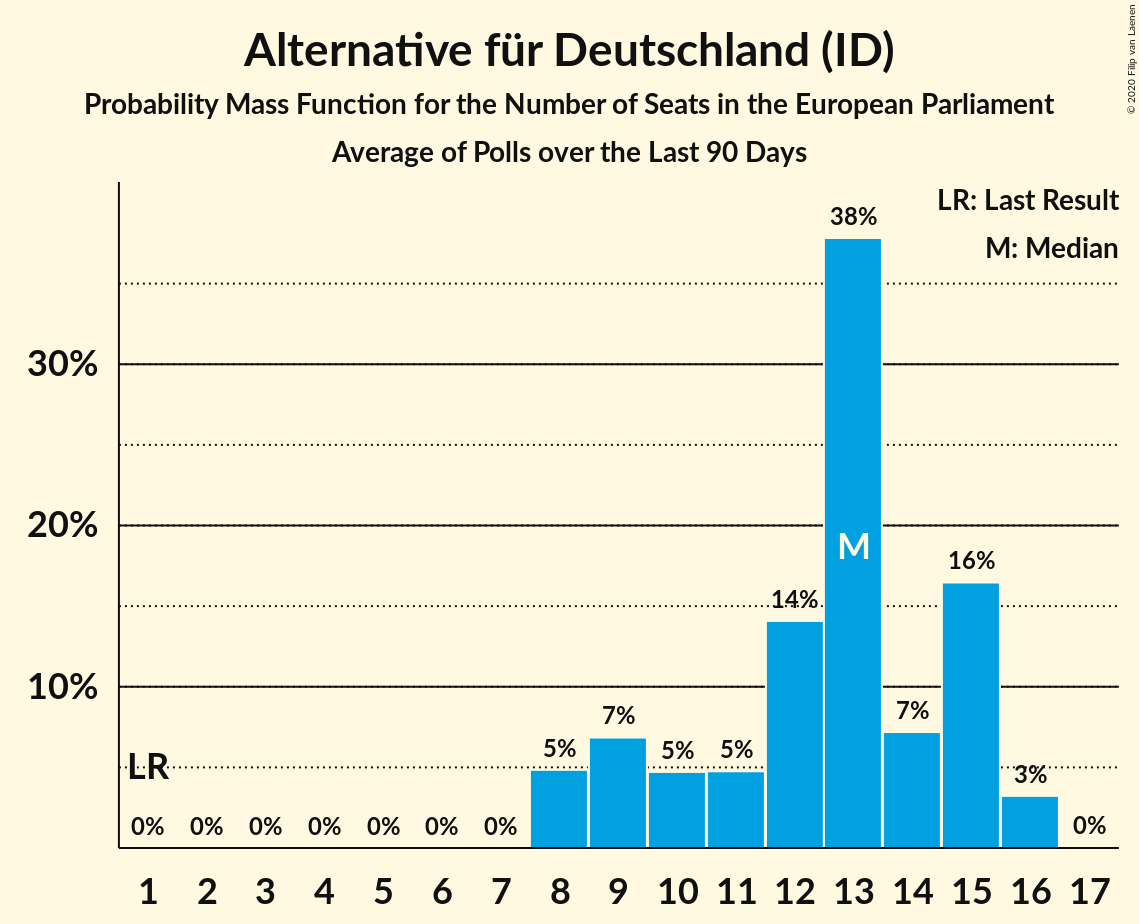 Alternative für Deutschland (ID)
Probability Mass Function for the Number of Seats in the European Parliament
Average of Polls over the Last 90 Days
© 2020 Filip van Laenen
LR: Last Result
M: Median
38%
30%
20%
M
16%
14%
10%
7%
7%
5%
5%
5%
LR
3%
0%
0%
0%
0%
0%
0%
0%
0%
1 2 3 4 5 6 7 8 9 10 11 12 13 14 15 16 17